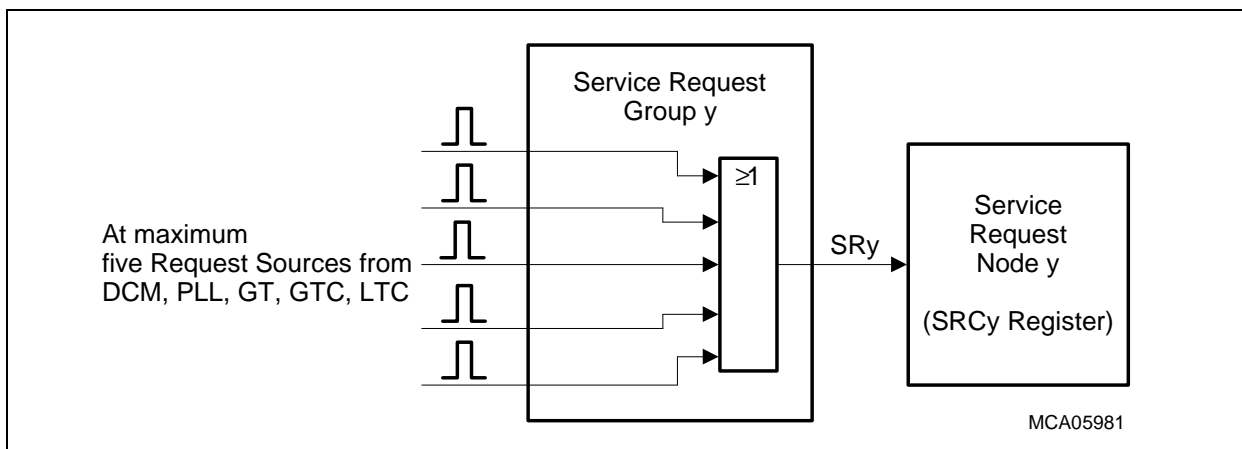 Service Request
Group y
≥1
At maximum
five Request Sources from
DCM, PLL, GT, GTC, LTC
SRy
Service
Request
Node y
(SRCy Register)
MCA05981